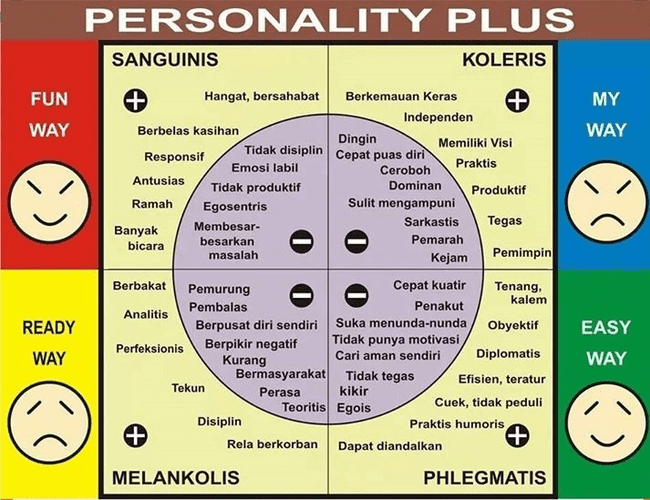 PERSONALITY PLUS
FUN
WAY
SANGUINIS
Hangat, bersahabat
Berbelas kasihan
Responsif
Antusias
Ramah
Banyak
bicara
Tidak disiplin
Emosi labil
Tidak produktif
Egosentris
Membesar-
besarkan
masalah
KOLERIS
Berkemauan Keras
Independen
Memiliki Visi
Praktis
Produktif
Tegas
Pemimpin
Dingin
Cepat puas diri
Ceroboh
Dominan
Sulit mengampuni
Sarkastis
Pemarah
Kejam
MY
WAY
READY
WAY
Berbakat
Analitis
Perfeksionis
Tekun
Disiplin
Rela berkorban
Pemurung
Pembalas
Berpusat diri sendiri
Berpikir negatif
Kurang
Bermasyarakat
Perasa
Teoritis
MELANKOLIS
Cepat kuatir
Penakut
Suka menunda-nunda
Tidak punya motivasi
Cari aman sendiri
Tidak tegas
kikir
Egois
Tenang,
kalem
Obyektif
Diplomatis
Efisien, teratur
Cuek, tidak peduli
Praktis humoris
Dapat diandalkan
PHLEGMATIS
EASY
WAY